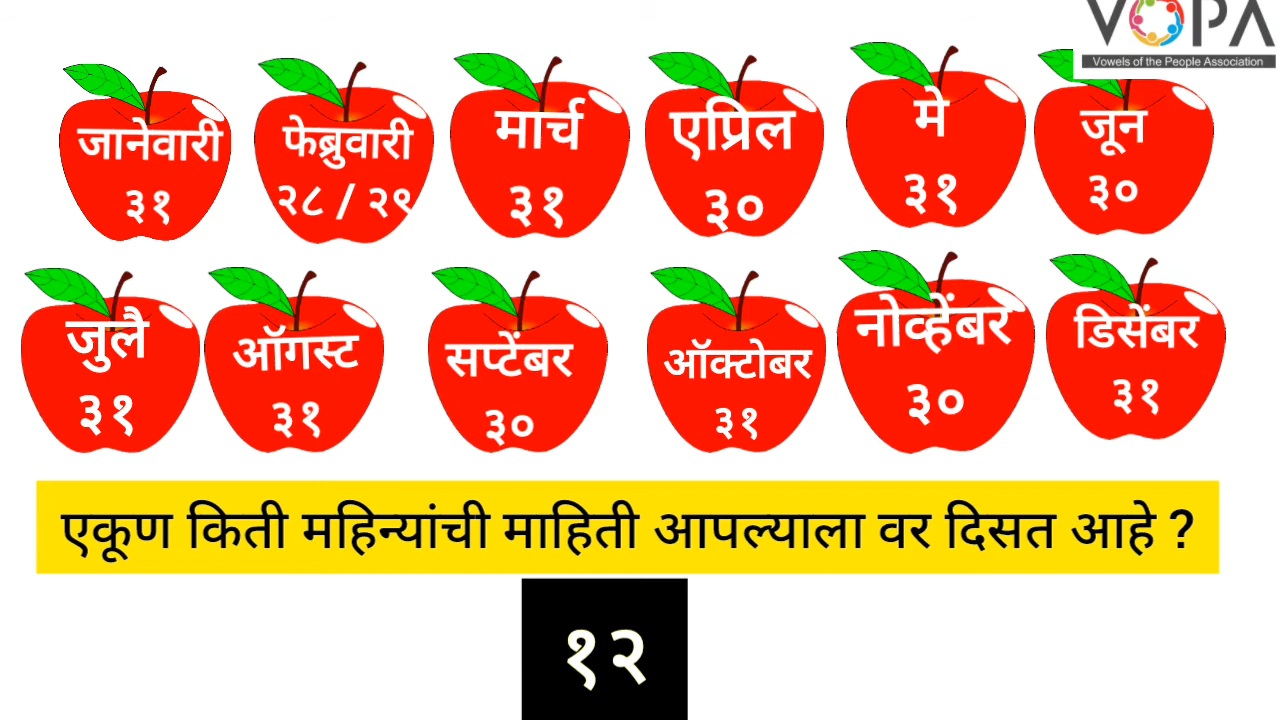 VOPA
Vowels of the People Association
जानेवारी
३१
फेब्रुवारी
२८ / २९
मार्च
३१
एप्रिल
३०
मे
३१
जून
३०
जुलै
३१
ऑगस्ट
३१
सप्टेंबर
३०
ऑक्टोबर
३१
नोव्हेंबर
३०
डिसेंबर
३१
एकूण किती महिन्यांची माहिती आपल्याला वर दिसत आहे ?
१२